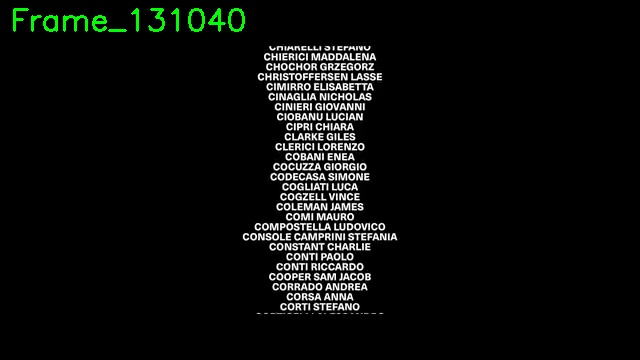 Frame_131040
CHIARELLI STEFANO
CHIERICI MADDALENA
CHOCHOR GRZEGORZ
CHRISTOFFERSEN LASSE
CIMIRRO ELISABETTA
CINAGLIA NICHOLAS
CINIERI GIOVANNI
CIOBANU LUCIAN
CIPRI CHIARA
CLARKE GILES
CLERICI LORENZO
COBANI ENEA
COCUZZA GIORGIO
CODECASA SIMONE
COGLIATI LUCA
COGZELL VINCE
COLEMAN JAMES
COMI MAURO
COMPOSTELLA LUDOVICO
CONSOLE CAMPRINI STEFANIA
CONSTANT CHARLIE
CONTI PAOLO
CONTI RICCARDO
COOPER SAM JACOB
CORRADO ANDREA
CORSA ANNA
CORTI STEFANO